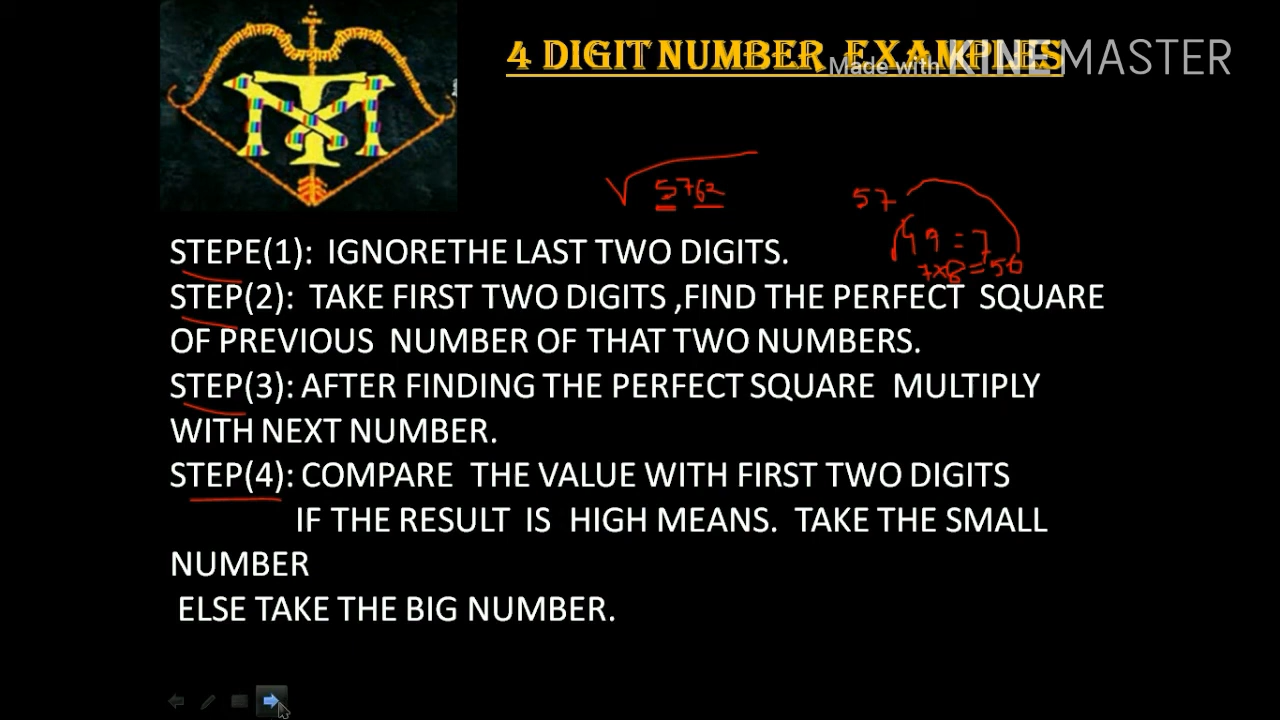 4 DIGIT NUMBER EXAMPLES
Made with KINEMASTER
√5762
57
49 = 7
7×8=56
STEPE(1): IGNORETHE LAST TWO DIGITS.
STEP(2): TAKE FIRST TWO DIGITS ,FIND THE PERFECT SQUARE
OF PREVIOUS NUMBER OF THAT TWO NUMBERS.
STEP(3): AFTER FINDING THE PERFECT SQUARE MULTIPLY
WITH NEXT NUMBER.
STEP(4): COMPARE THE VALUE WITH FIRST TWO DIGITS
IF THE RESULT IS HIGH MEANS. TAKE THE SMALL
NUMBER
ELSE TAKE THE BIG NUMBER.